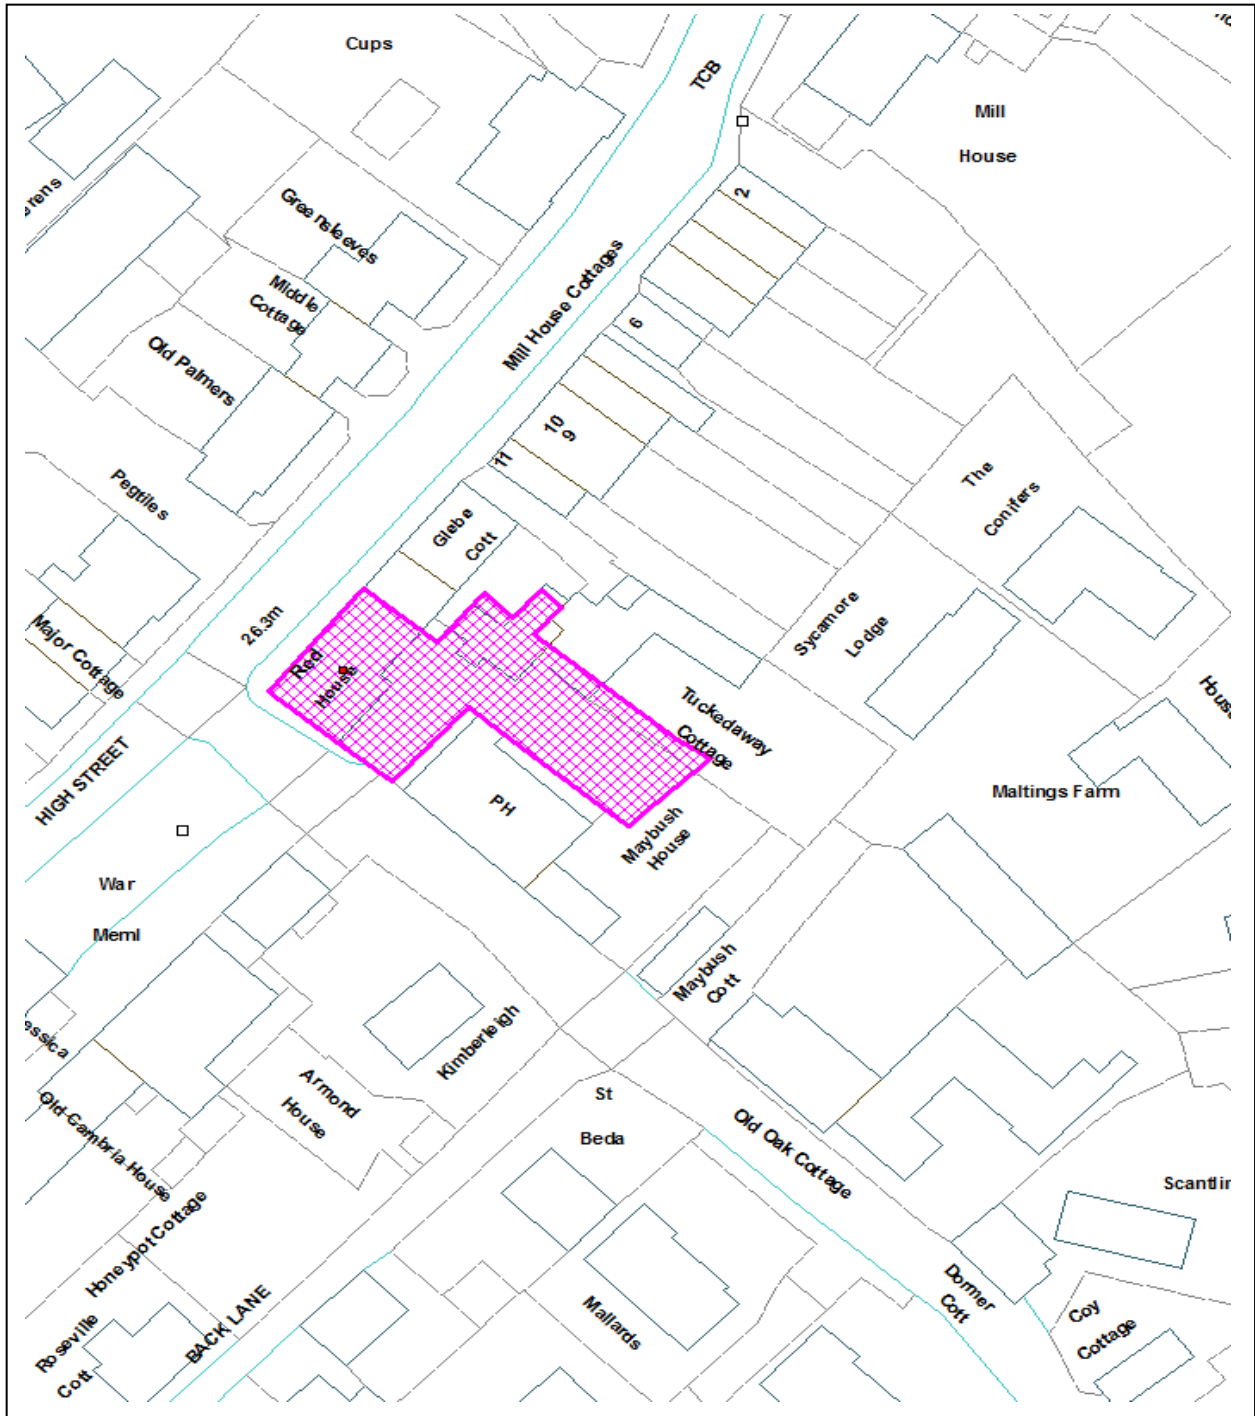 Cups
TCB
Mill
House
2
Greensleeves
Middle
Cottage
Mill House Cottages
6
Old Palmers
10
9
11
The
Conifers
Pegtiles
Glebe
Cott
Sycamore
Lodge
26.3m
Major Cottage
Red
House
Tuckedaway
Cottage
HIGH STREET
PH
Maltings Farm
Maybush
House
War
Meml
Maybush
Cott
Kimberleigh
Armond
House
St
Beda
Old Cambria House
Old Oak Cottage
Honeypot Cottage
Dormer
Cott
Coy
Cottage
Mallards
BACK LANE
Roseville
Cott